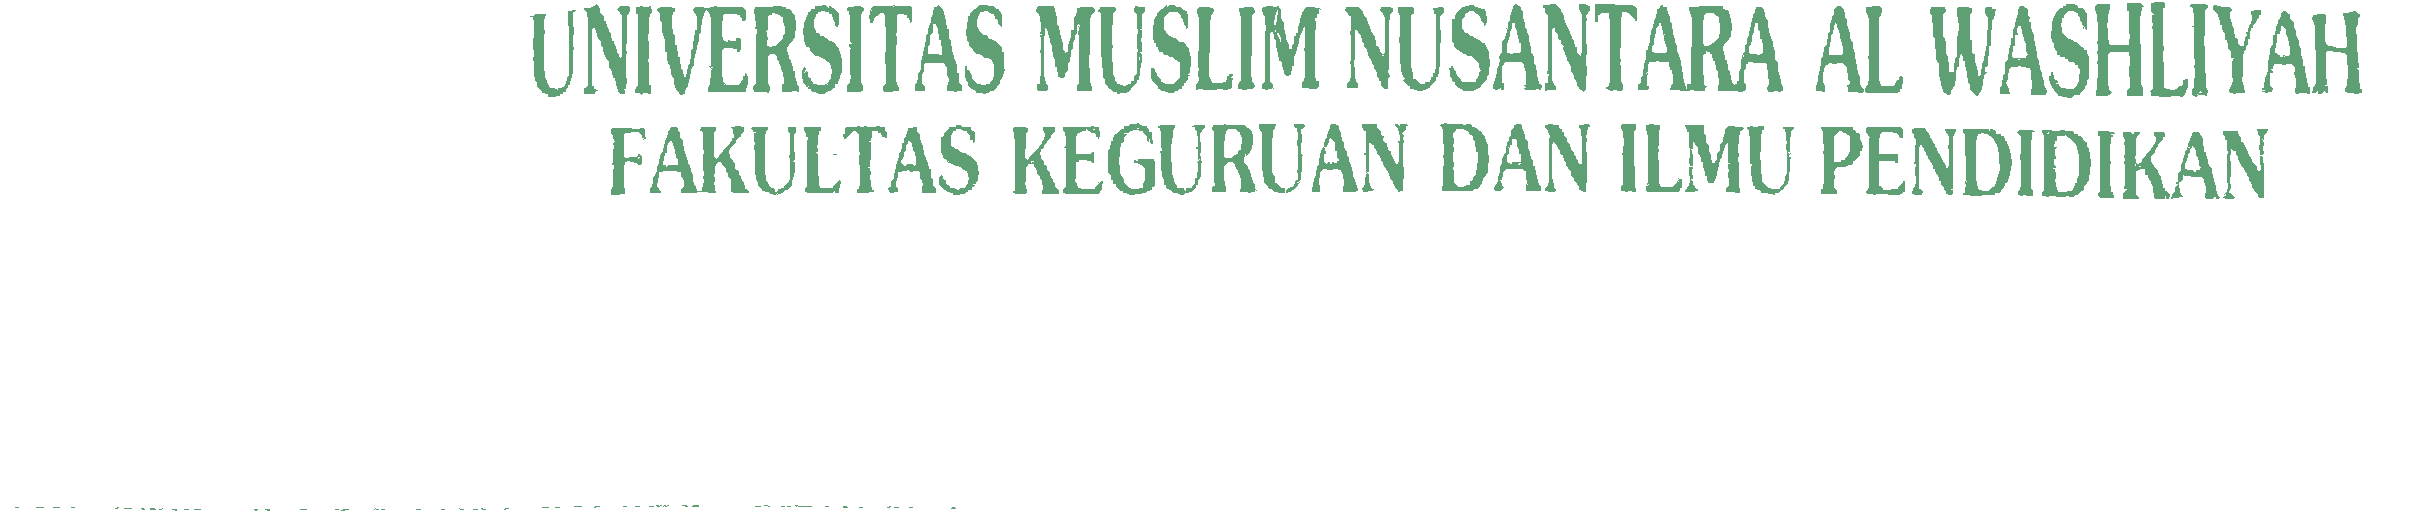 UNIVERSITAS MUSLIM NUSANTARA AL WASHLIYAH
FAKULTAS KEGURUAN DAN ILMU PENDIDIKAN